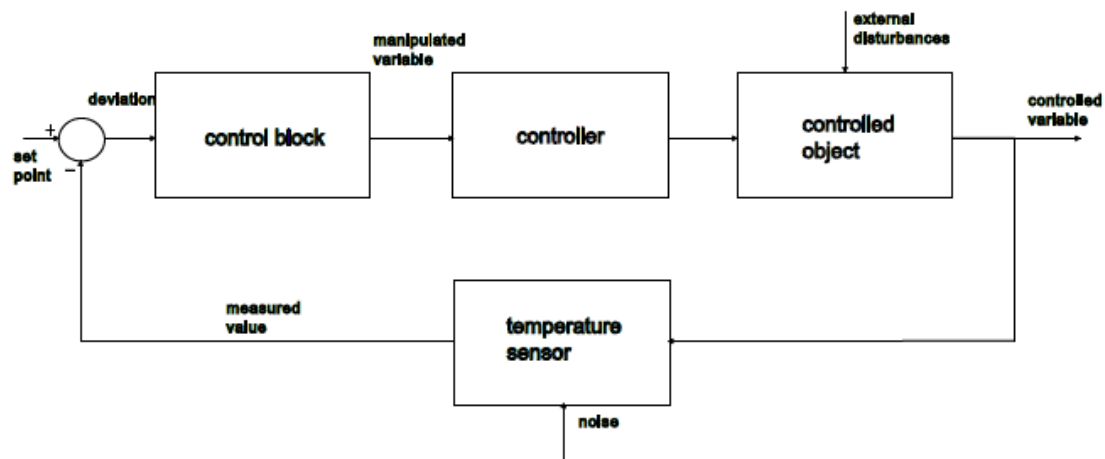 external
disturbances
manipulated
variable
deviation
controlled
variable
control block
controller
controlled
object
+
set
point
−
measured
value
temperature
sensor
noise